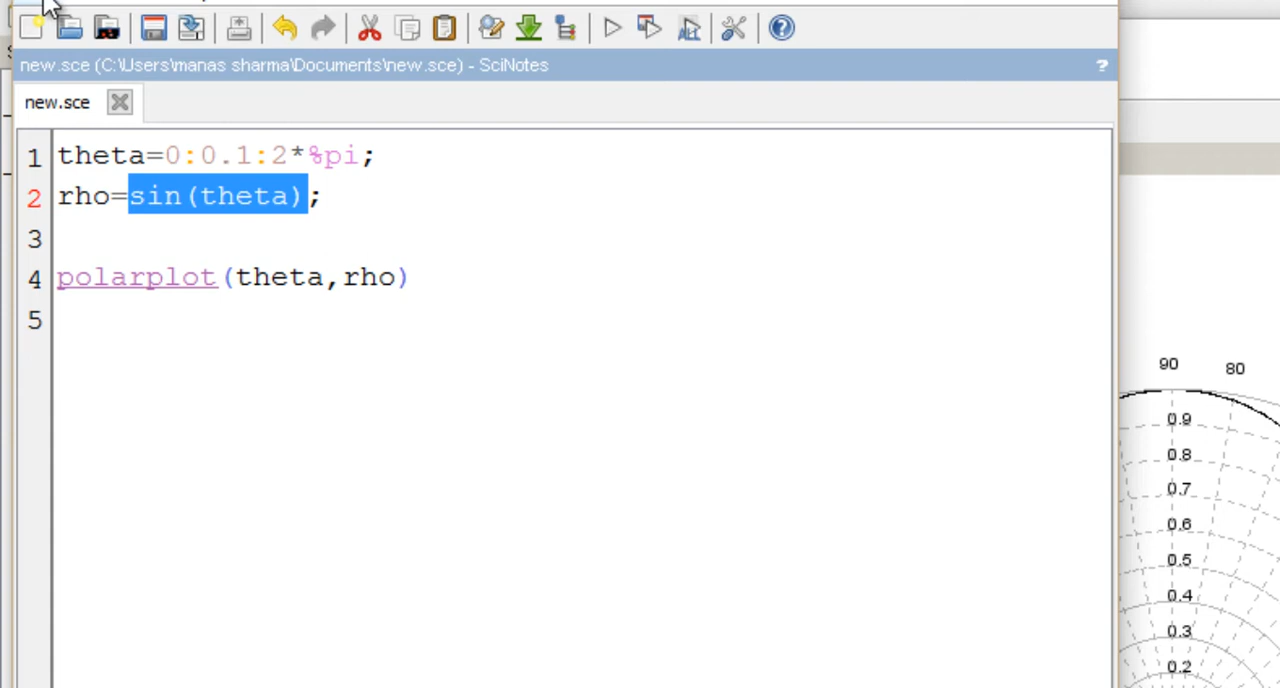 new.sce (C:\Users\manas sharma\Documents\new.sce) - SciNotes
?
new.sce
1 theta=0:0.1:2*%pi;
2 rho=sin(theta);
3
4 polarplot(theta,rho)
5
90
80
0.9
0.8
0.7
0.6
0.5
0.4
0.3
0.2